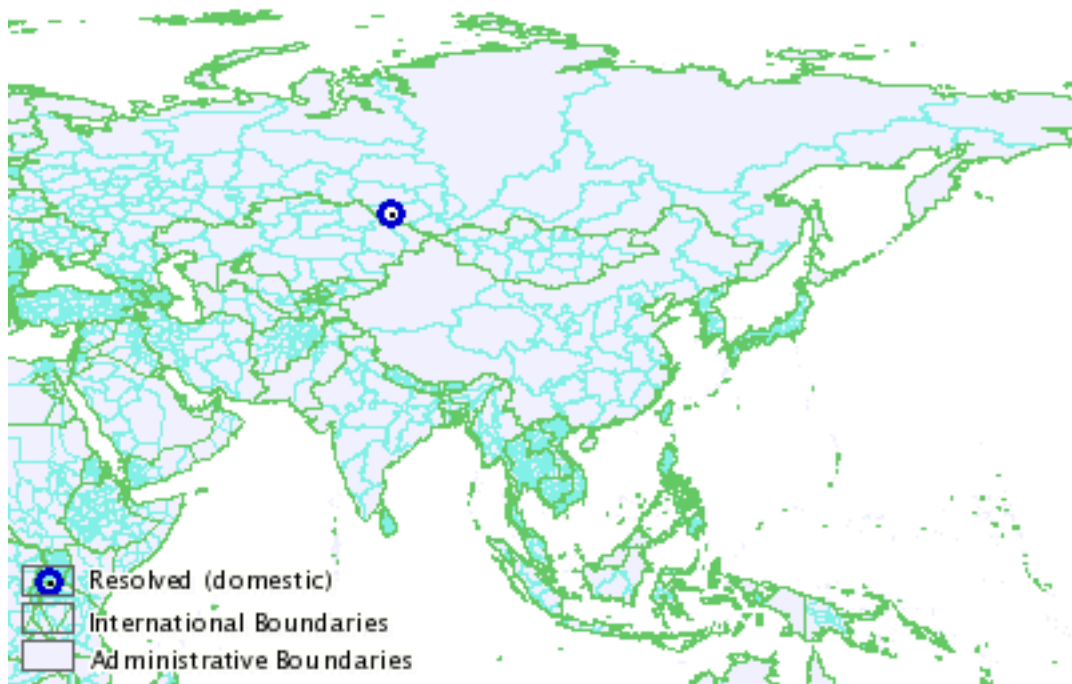 Resolved (domestic)
International Boundaries
Administrative Boundaries